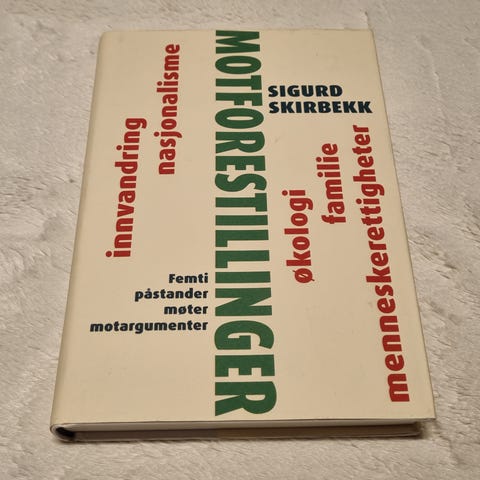 SIGURD
SKIRBEKK
MOTFORESTILLINGER
innvandring
nasjonalisme
økologi
familie
menneskerettigheter
Femti
påstander
møter
motargumenter